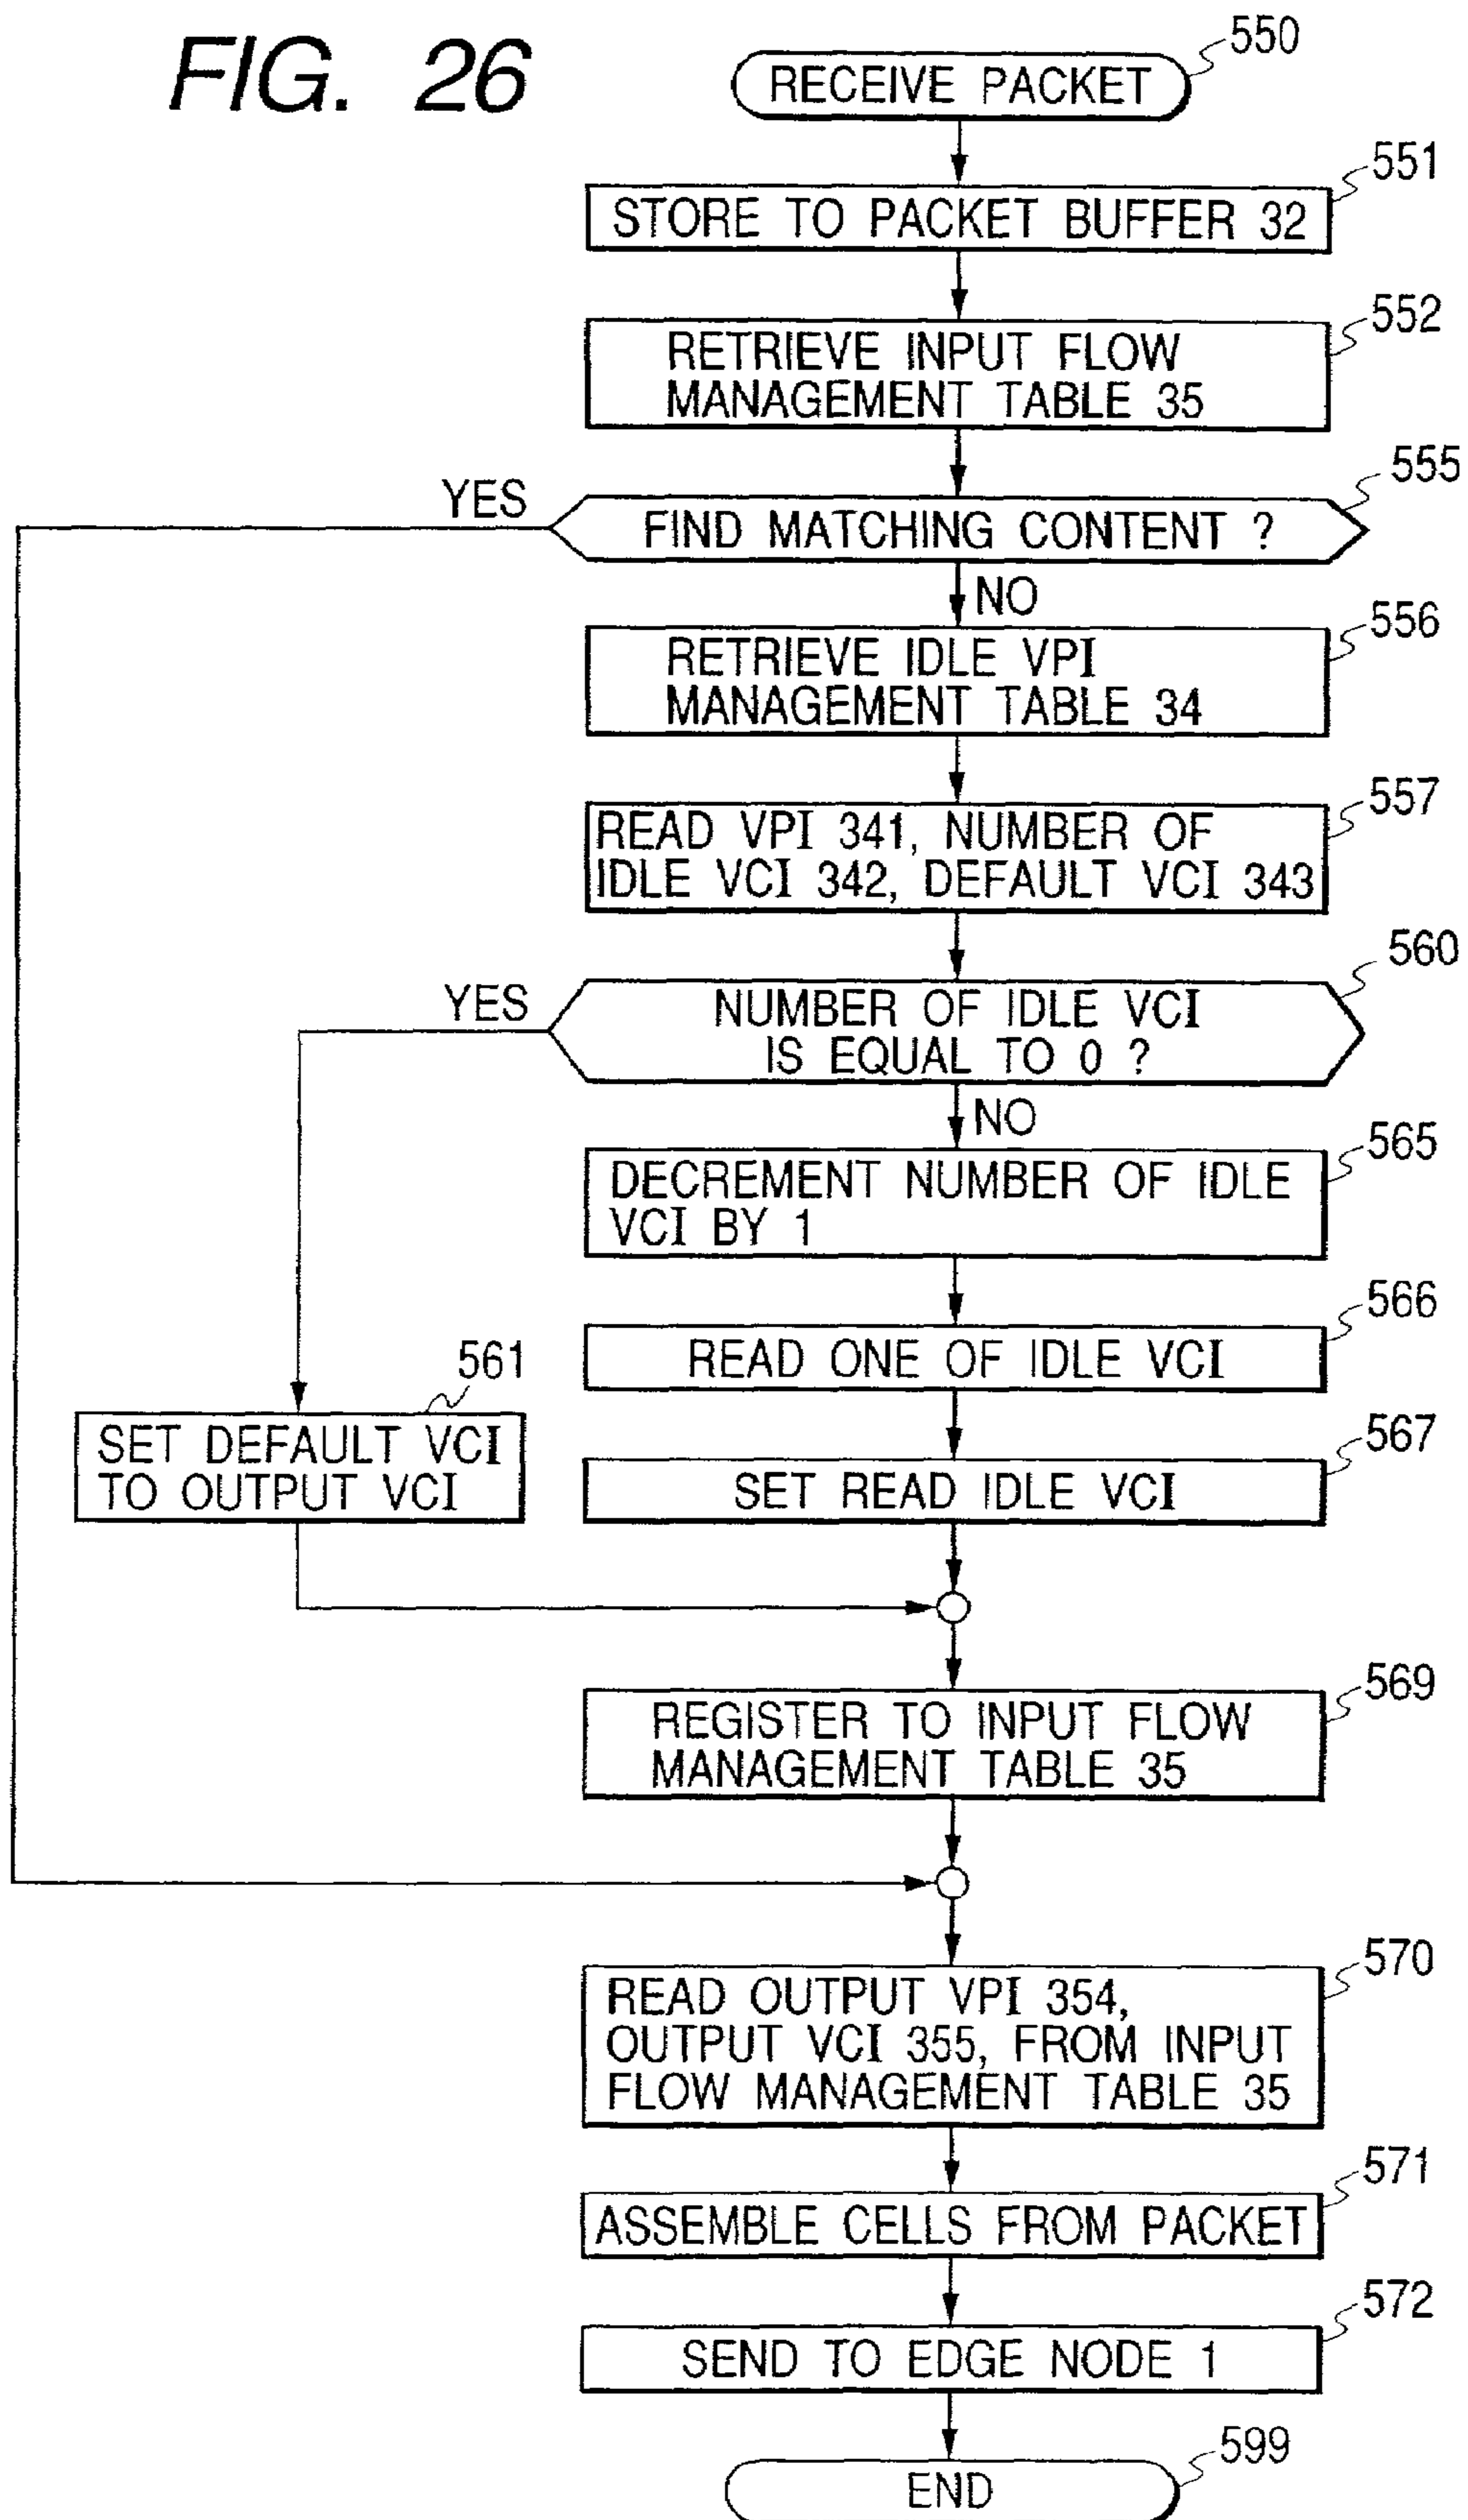 FIG. 26
550
RECEIVE PACKET
551
STORE TO PACKET BUFFER 32
552
RETRIEVE INPUT FLOW
MANAGEMENT TABLE 35
555
YES
FIND MATCHING CONTENT ?
NO
556
RETRIEVE IDLE VPI
MANAGEMENT TABLE 34
557
READ VPI 341, NUMBER OF
IDLE VCI 342, DEFAULT VCI 343
560
YES
NUMBER OF IDLE VCI
IS EQUAL TO 0 ?
NO
565
DECREMENT NUMBER OF IDLE
VCI BY 1
566
READ ONE OF IDLE VCI
561
SET DEFAULT VCI
TO OUTPUT VCI
567
SET READ IDLE VCI
569
REGISTER TO INPUT FLOW
MANAGEMENT TABLE 35
570
READ OUTPUT VPI 354,
OUTPUT VCI 355, FROM INPUT
FLOW MANAGEMENT TABLE 35
571
ASSEMBLE CELLS FROM PACKET
572
SEND TO EDGE NODE 1
599
END